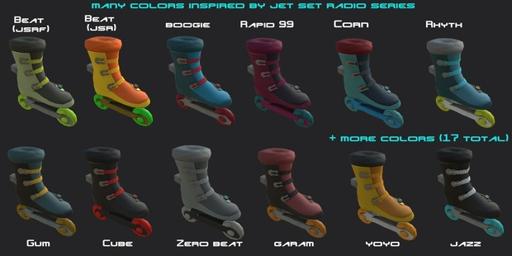 Many colors inspired by Jet Set Radio series
Beat (JSRF)
Beat (JSR)
Boogie
Rapid 99
Corn
Rhyth
+ more colors (17 total)
Gum
Cube
Zero Beat
Garam
Yoyo
Jazz